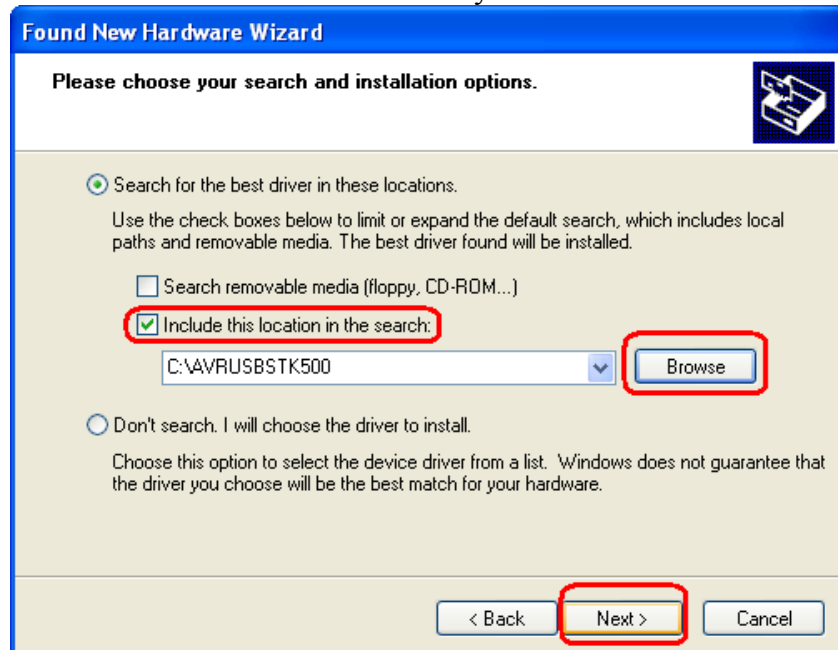 Found New Hardware Wizard
Please choose your search and installation options.
Search for the best driver in these locations.
Use the check boxes below to limit or expand the default search, which includes local
paths and removable media. The best driver found will be installed.
Search removable media (floppy, CD-ROM...)
Include this location in the search:
C:\AVRUSBSTK500
Browse
Don't search. I will choose the driver to install.
Choose this option to select the device driver from a list.  Windows does not guarantee that
the driver you choose will be the best match for your hardware.
< Back
Next >
Cancel